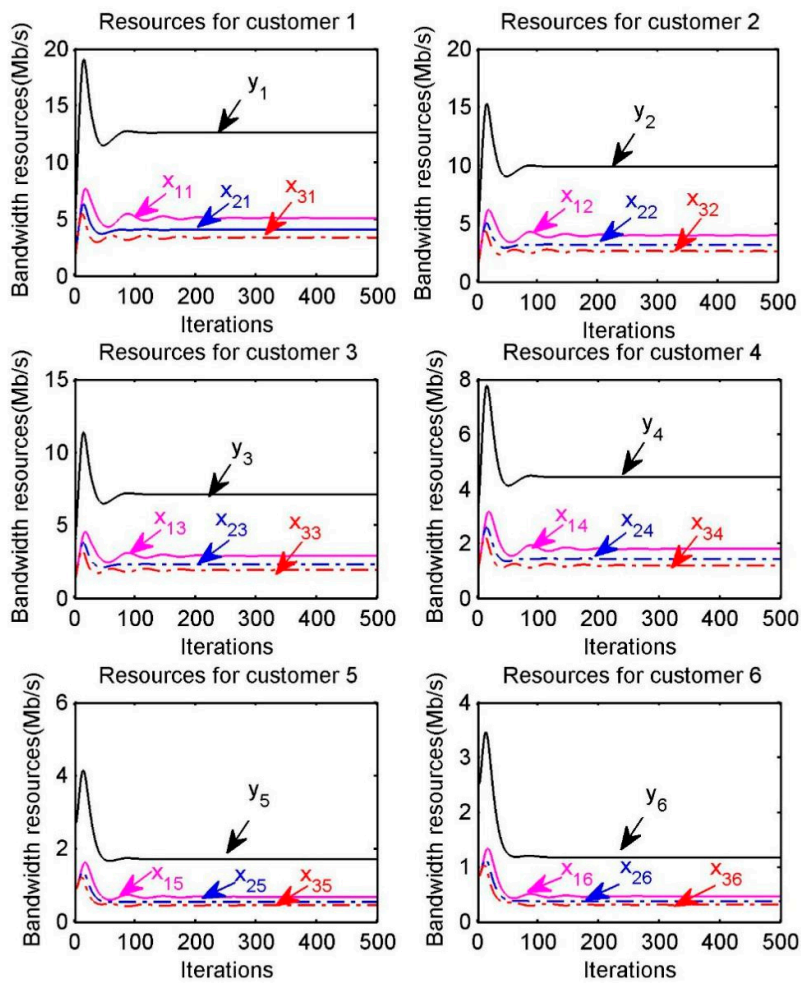 Resources for customer 1
Bandwidth resources(Mb/s)
20
15
10
5
0
y1
x11
x21
x31
0 100 200 300 400 500
Iterations
Resources for customer 2
Bandwidth resources(Mb/s)
20
15
10
5
0
y2
x12
x22
x32
0 100 200 300 400 500
Iterations
Resources for customer 3
Bandwidth resources(Mb/s)
15
10
5
0
y3
x13
x23
x33
0 100 200 300 400 500
Iterations
Resources for customer 4
Bandwidth resources(Mb/s)
8
6
4
2
0
y4
x14
x24
x34
0 100 200 300 400 500
Iterations
Resources for customer 5
Bandwidth resources(Mb/s)
6
4
2
0
y5
x15
x25
x35
0 100 200 300 400 500
Iterations
Resources for customer 6
Bandwidth resources(Mb/s)
4
3
2
1
0
y6
x16
x26
x36
0 100 200 300 400 500
Iterations